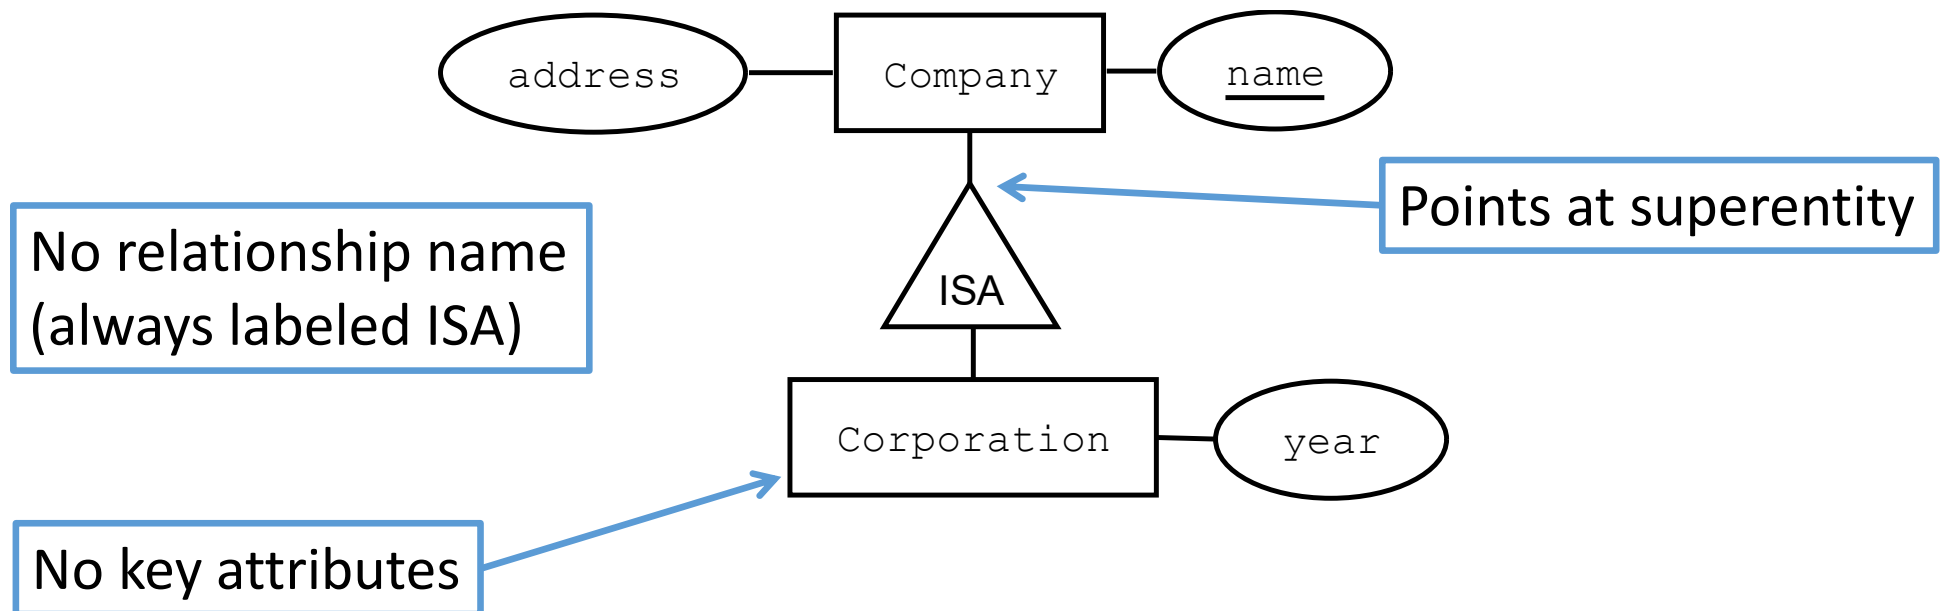 address
Company
name
Points at superentity
No relationship name
(always labeled ISA)
ISA
Corporation
year
No key attributes